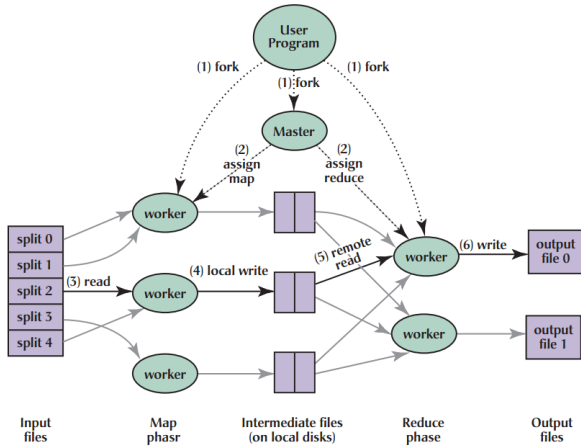 User
Program
(1) fork
(1) fork
(1) fork
Master
(2)
assign
map
(2)
assign
reduce
split 0
split 1
split 2
split 3
split 4
(3) read
worker
worker
worker
(4) local write
(5) remote
read
worker
worker
(6) write
output
file 0
output
file 1
Input
files
Map
phasr
Intermediate files
(on local disks)
Reduce
phase
Output
files